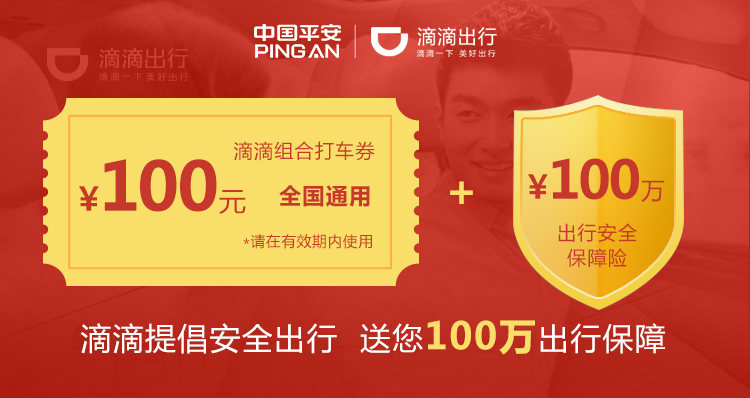 中国平安
PING AN
滴滴出行
滴滴一下 美好出行
滴滴出行
滴滴一下 美好出行
¥100元
滴滴组合打车券
全国通用
*请在有效期内使用
+
¥100万
出行安全
保障险
滴滴提倡安全出行 送您100万出行保障